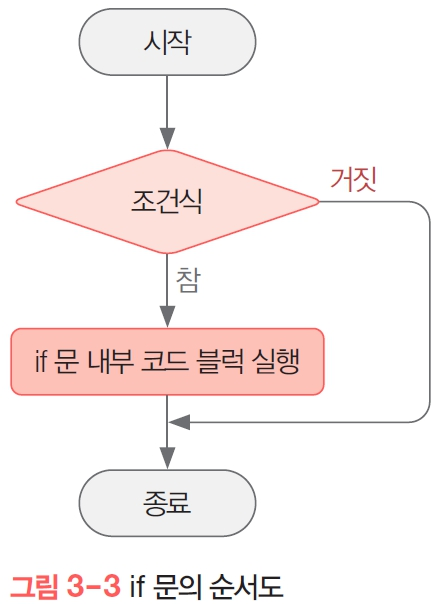 시작
조건식
거짓
참
if 문 내부 코드 블럭 실행
종료
그림 3-3 if 문의 순서도